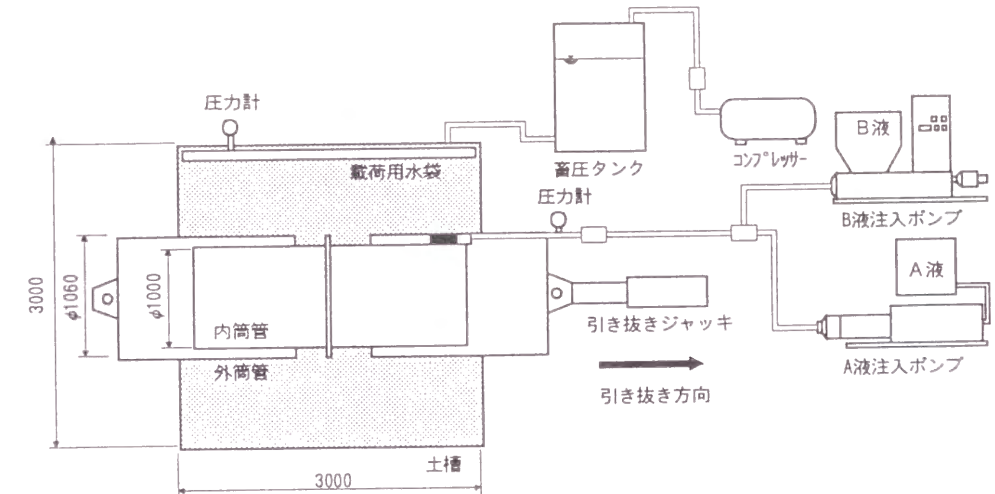 圧力計
載荷用水袋
畜圧タンク
コンプレッサー
B液
B液注入ポンプ
圧力計
A液
A液注入ポンプ
3000
φ1060
φ1000
内筒管
外筒管
引き抜きジャッキ
引き抜き方向
土槽
3000